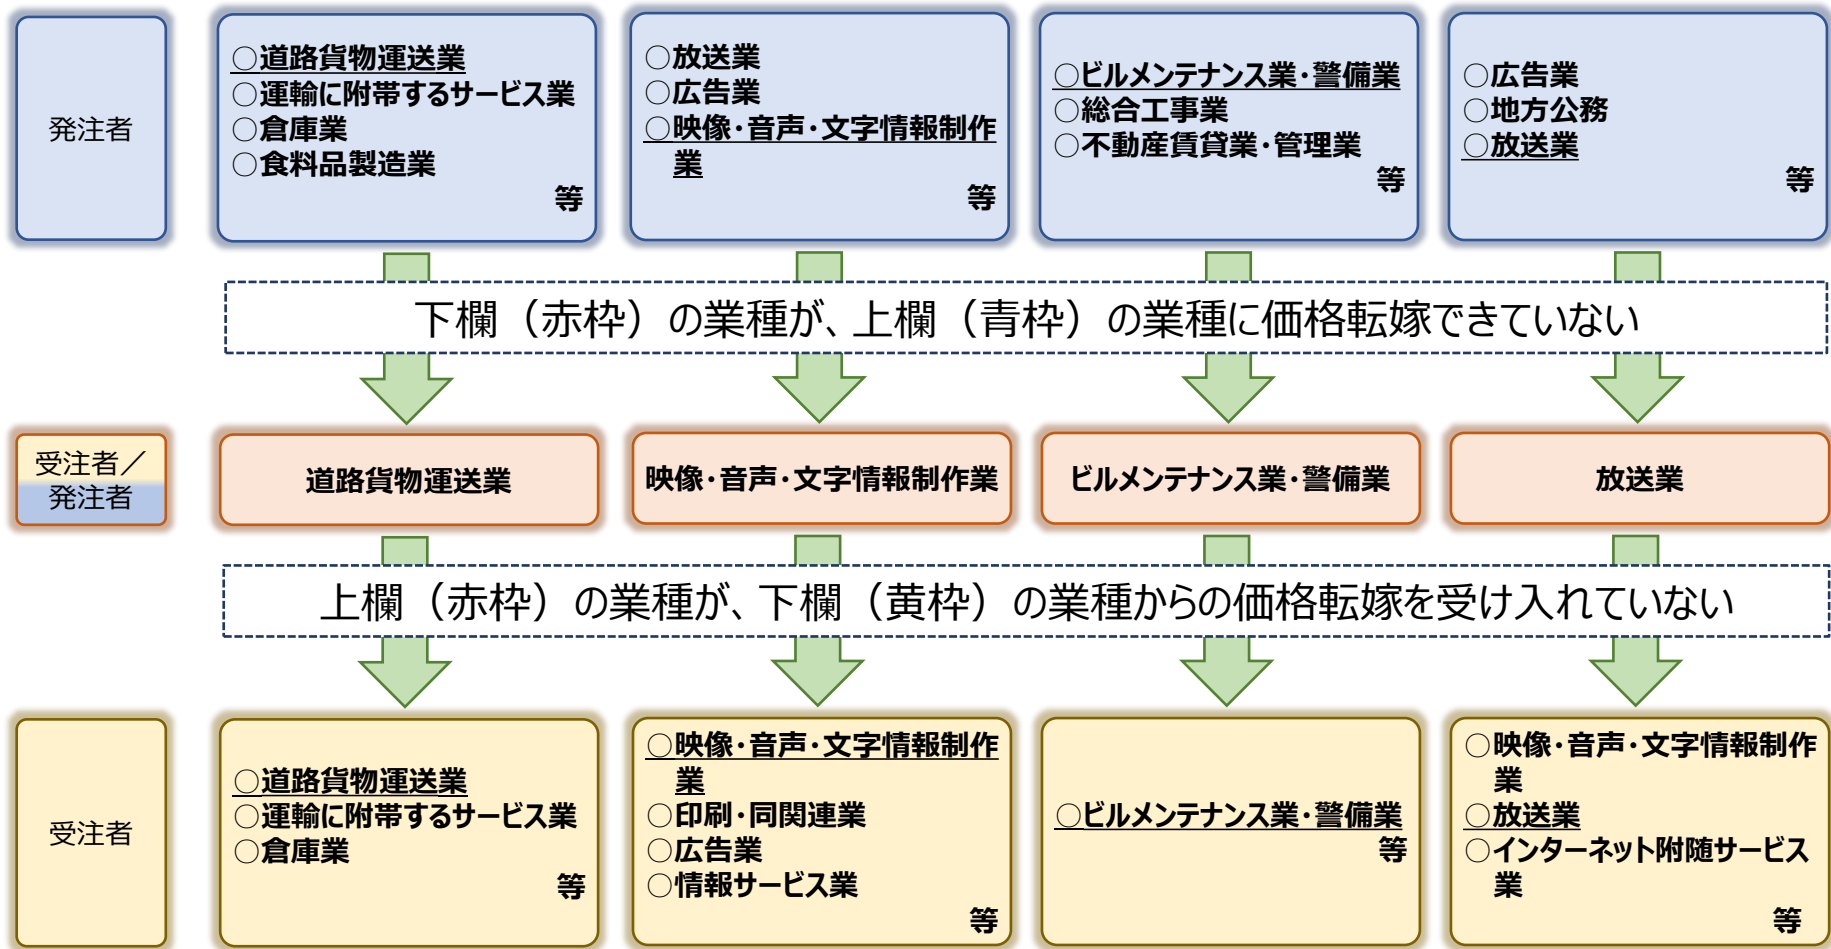 発注者
○道路貨物運送業
○運輸に附帯するサービス業
○倉庫業
○食料品製造業
等
○放送業
○広告業
○映像・音声・文字情報制作
業
等
○ビルメンテナンス業・警備業
○総合工事業
○不動産賃貸業・管理業
等
○広告業
○地方公務
○放送業
等
下欄（赤枠）の業種が、上欄（青枠）の業種に価格転嫁できていない
受注者／
発注者
道路貨物運送業
映像・音声・文字情報制作業
ビルメンテナンス業・警備業
放送業
上欄（赤枠）の業種が、下欄（黄枠）の業種からの価格転嫁を受け入れていない
受注者
○道路貨物運送業
○運輸に附帯するサービス業
○倉庫業
等
○映像・音声・文字情報制作
業
○印刷・同関連業
○広告業
○情報サービス業
等
○ビルメンテナンス業・警備業
等
○映像・音声・文字情報制作
業
○放送業
○インターネット附随サービス
業
等